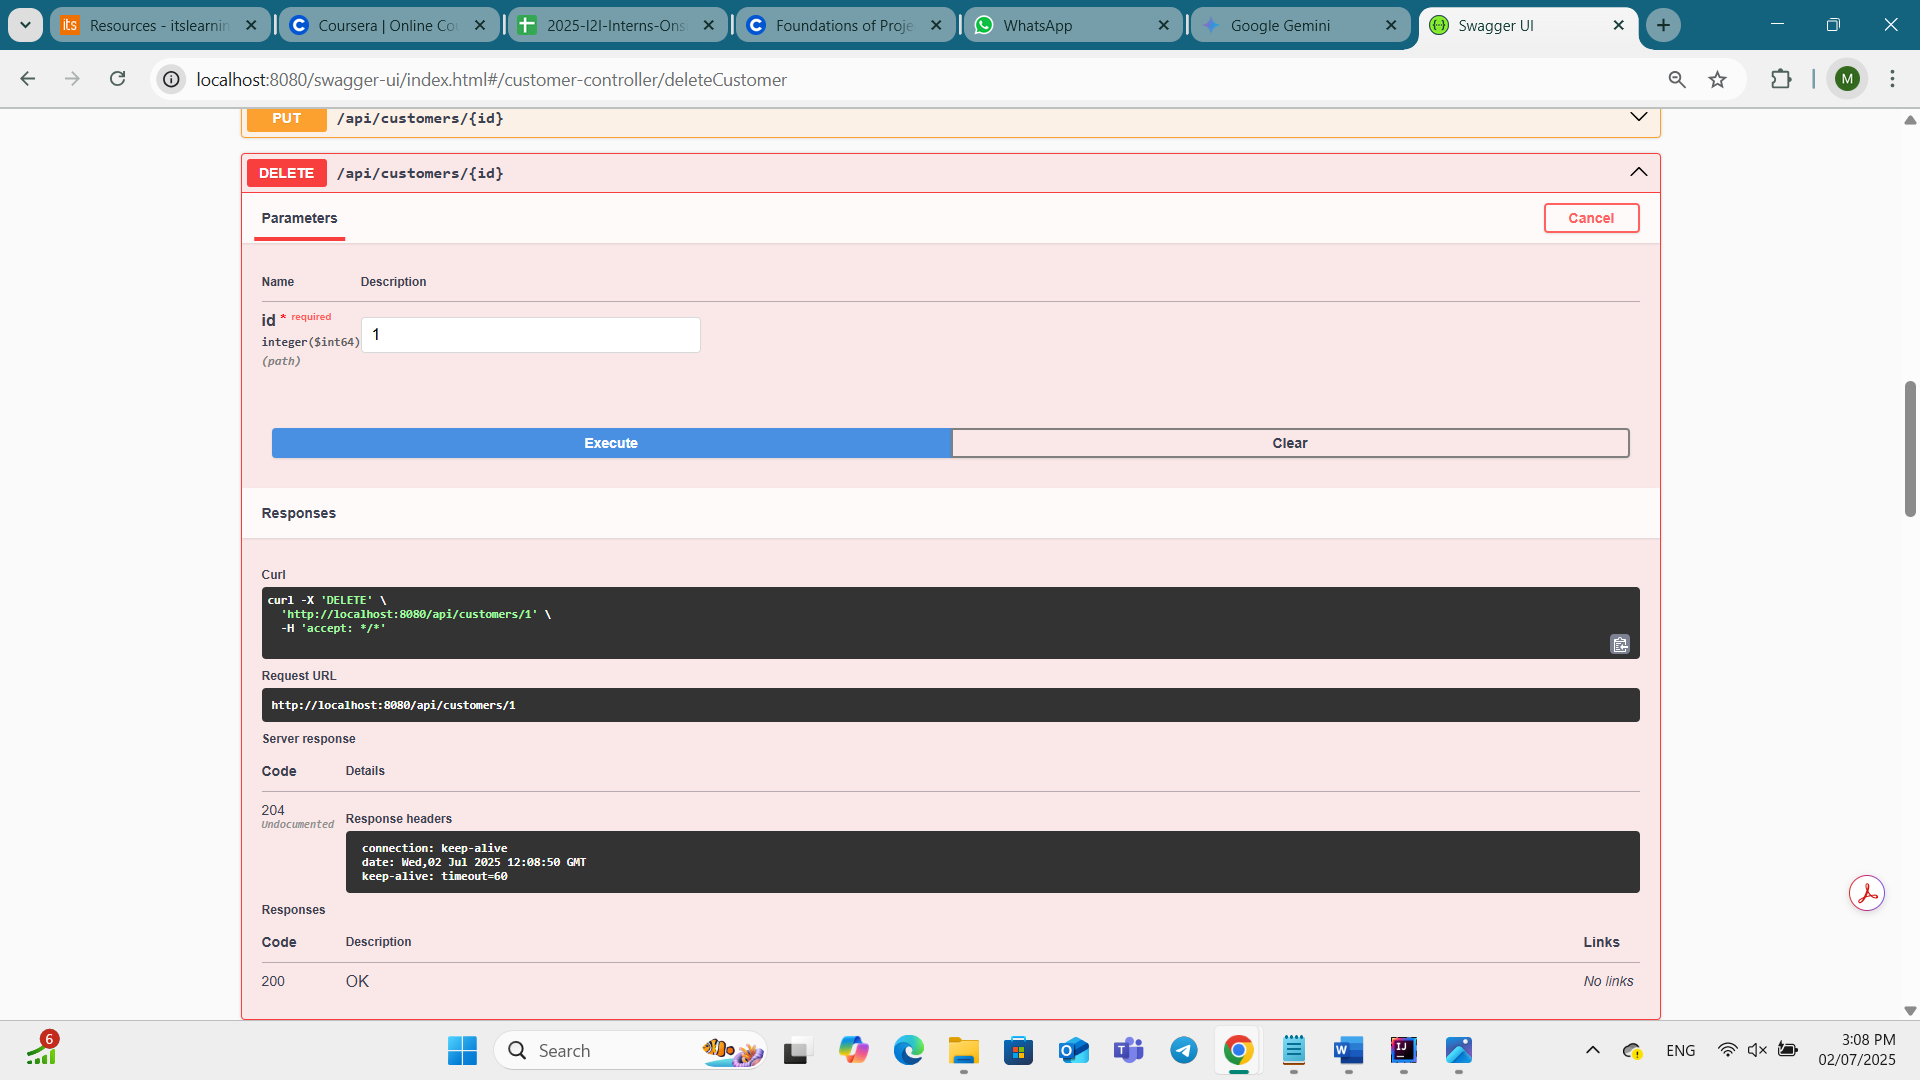 Resources - itslearnin
Coursera | Online Co
2025-I2I-Interns-Ons
Foundations of Proje
WhatsApp
Google Gemini
Swagger UI
localhost:8080/swagger-ui/index.html#/customer-controller/deleteCustomer
M
PUT /api/customers/{id}
DELETE /api/customers/{id}
Parameters
Cancel
Name Description
id * required
integer($int64)
(path)
1
Execute
Clear
Responses
Curl
curl -X 'DELETE' \
'http://localhost:8080/api/customers/1' \
-H 'accept: */*'
Request URL
http://localhost:8080/api/customers/1
Server response
Code Details
204
Undocumented
Response headers
connection: keep-alive
date: Wed,02 Jul 2025 12:08:50 GMT
keep-alive: timeout=60
Responses
Code Description Links
200 OK No links
6
Search
ENG
3:08 PM
02/07/2025